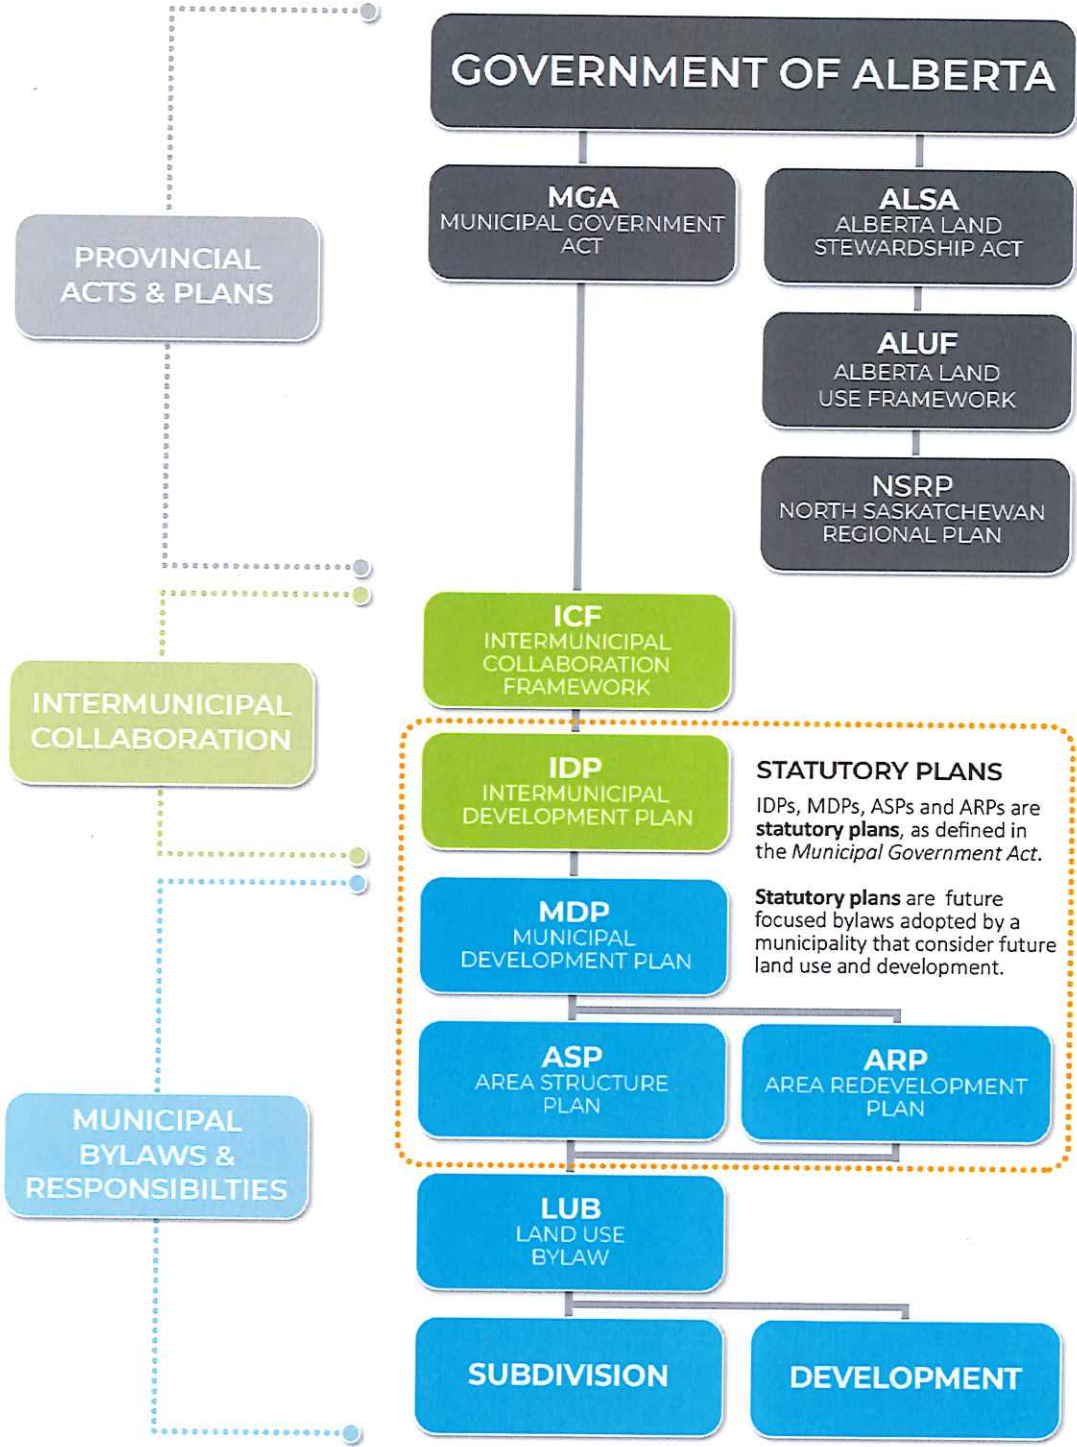 GOVERNMENT OF ALBERTA
MGA
MUNICIPAL GOVERNMENT
ACT
ALSA
ALBERTA LAND
STEWARDSHIP ACT
PROVINCIAL
ACTS & PLANS
ALUF
ALBERTA LAND
USE FRAMEWORK
NSRP
NORTH SASKATCHEWAN
REGIONAL PLAN
ICF
INTERMUNICIPAL
COLLABORATION
FRAMEWORK
INTERMUNICIPAL
COLLABORATION
IDP
INTERMUNICIPAL
DEVELOPMENT PLAN
STATUTORY PLANS
IDPs, MDPs, ASPs and ARPs are
statutory plans, as defined in
the Municipal Government Act.
Statutory plans are future
focused bylaws adopted by a
municipality that consider future
land use and development.
MDP
MUNICIPAL
DEVELOPMENT PLAN
ASP
AREA STRUCTURE
PLAN
ARP
AREA REDEVELOPMENT
PLAN
MUNICIPAL
BYLAWS &
RESPONSIBILTIES
LUB
LAND USE
BYLAW
SUBDIVISION
DEVELOPMENT